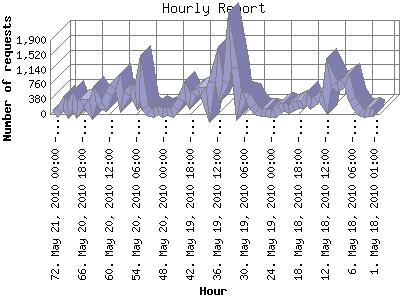 Hourly Report
Number of requests
1,900
1,520
1,140
760
380
0
72. May 21, 2010 00:00 -...
66. May 20, 2010 18:00 -...
60. May 20, 2010 12:00 -...
54. May 20, 2010 06:00 -...
48. May 20, 2010 00:00 -...
42. May 19, 2010 18:00 -...
36. May 19, 2010 12:00 -...
30. May 19, 2010 06:00 -...
24. May 19, 2010 00:00 -...
18. May 18, 2010 18:00 -...
12. May 18, 2010 12:00 -...
6. May 18, 2010 06:00 -...
1. May 18, 2010 01:00 -...
Hour